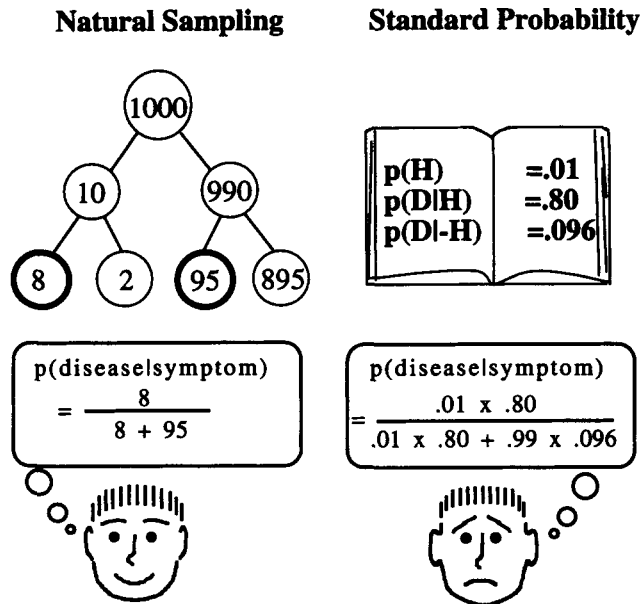 Natural Sampling
Standard Probability
1000
10
990
8
2
95
895
p(H) =.01
p(D|H) =.80
p(D|-H) =.096
p(disease|symptom)
= 8
8 + 95
p(disease|symptom)
= .01 x .80
.01 x .80 + .99 x .096